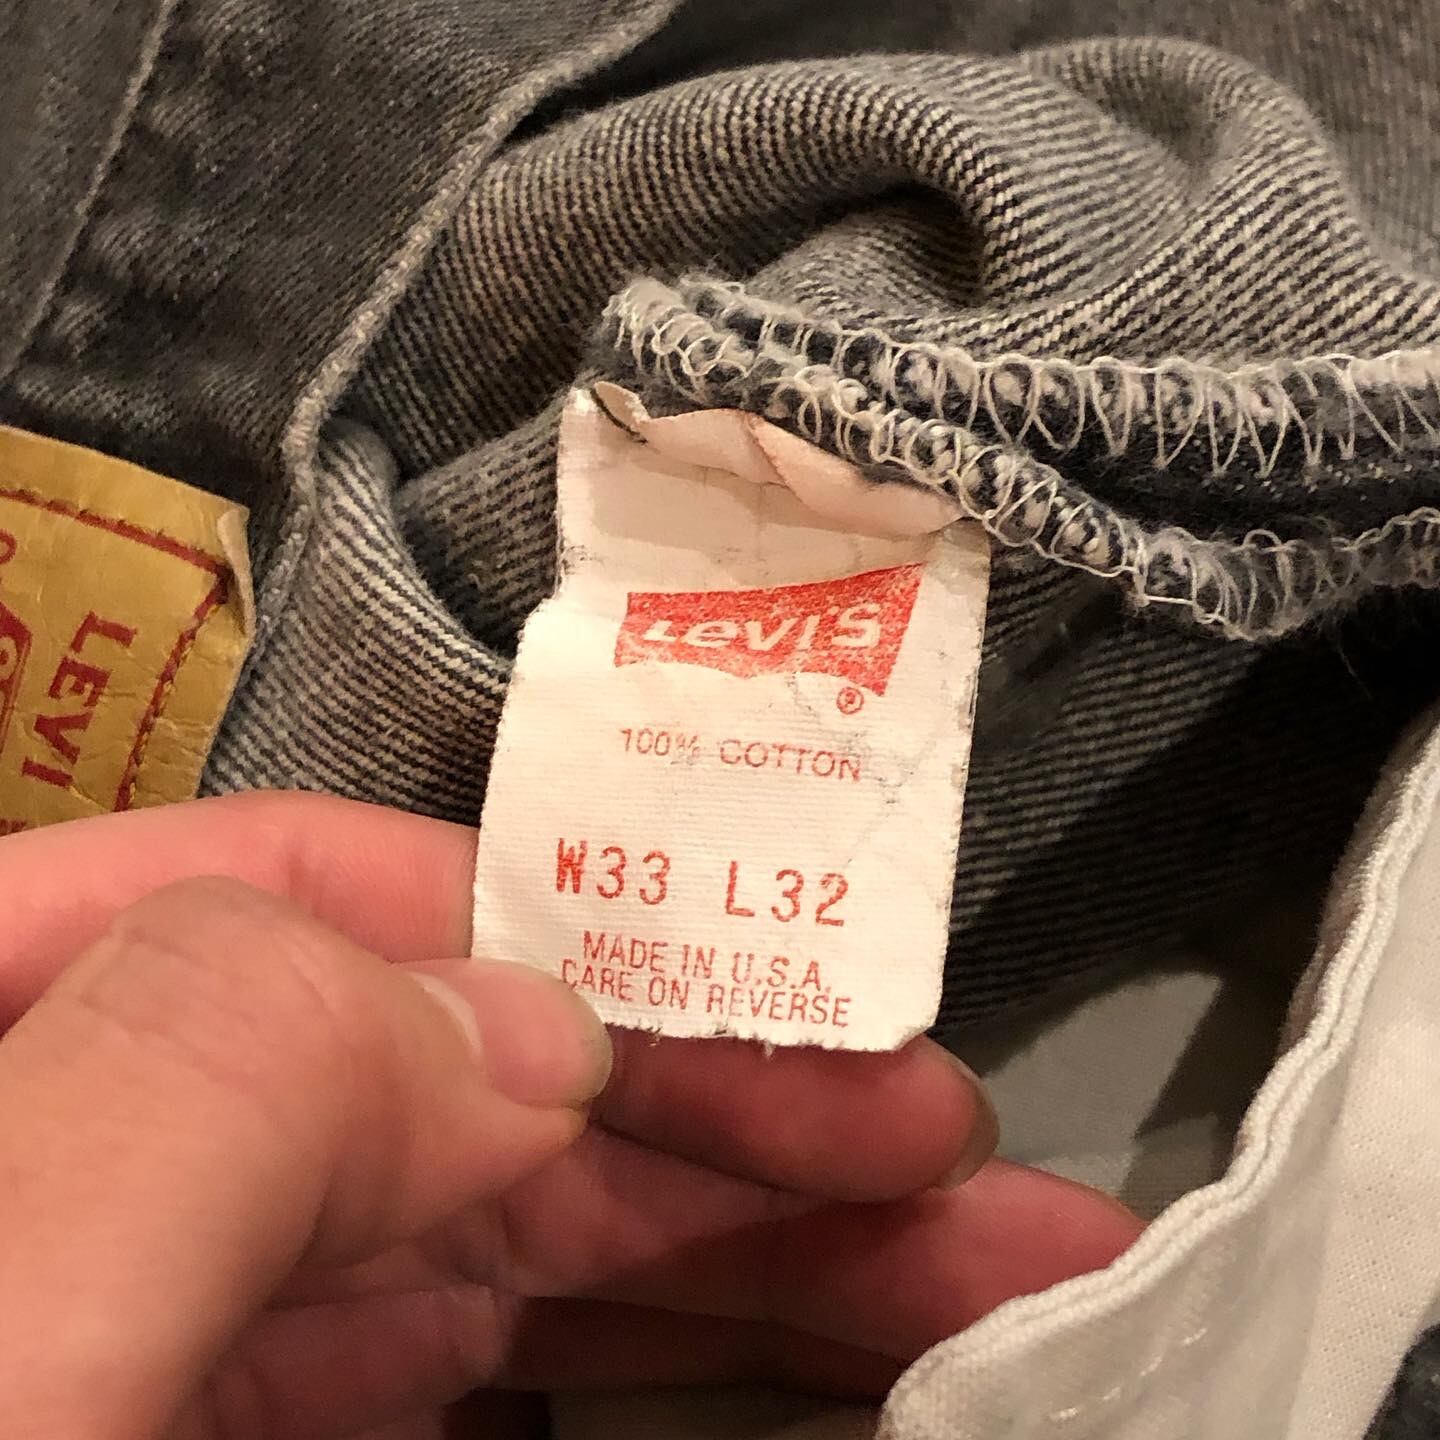 Levi's
®
100% COTTON
W33 L32
MADE IN U.S.A.
CARE ON REVERSE
LEVI